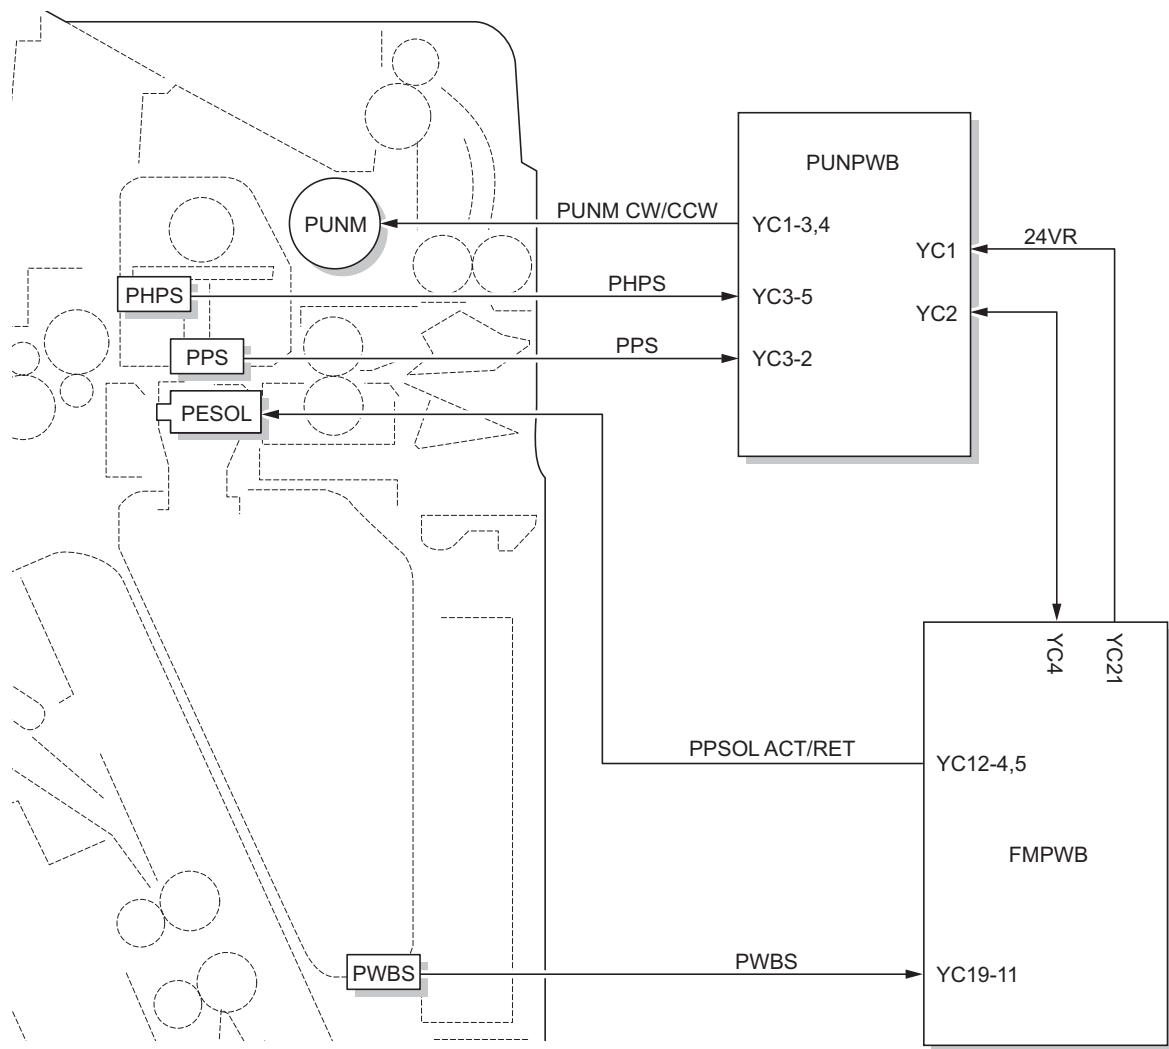 PUNPWB
PUNM
PUNM CW/CCW
YC1-3,4
YC1
24VR
PHPS
PHPS
YC3-5
YC2
PPS
PPS
YC3-2
PESOL
YC4
YC21
PPSOL ACT/RET
YC12-4,5
FMPWB
PWBS
PWBS
YC19-11